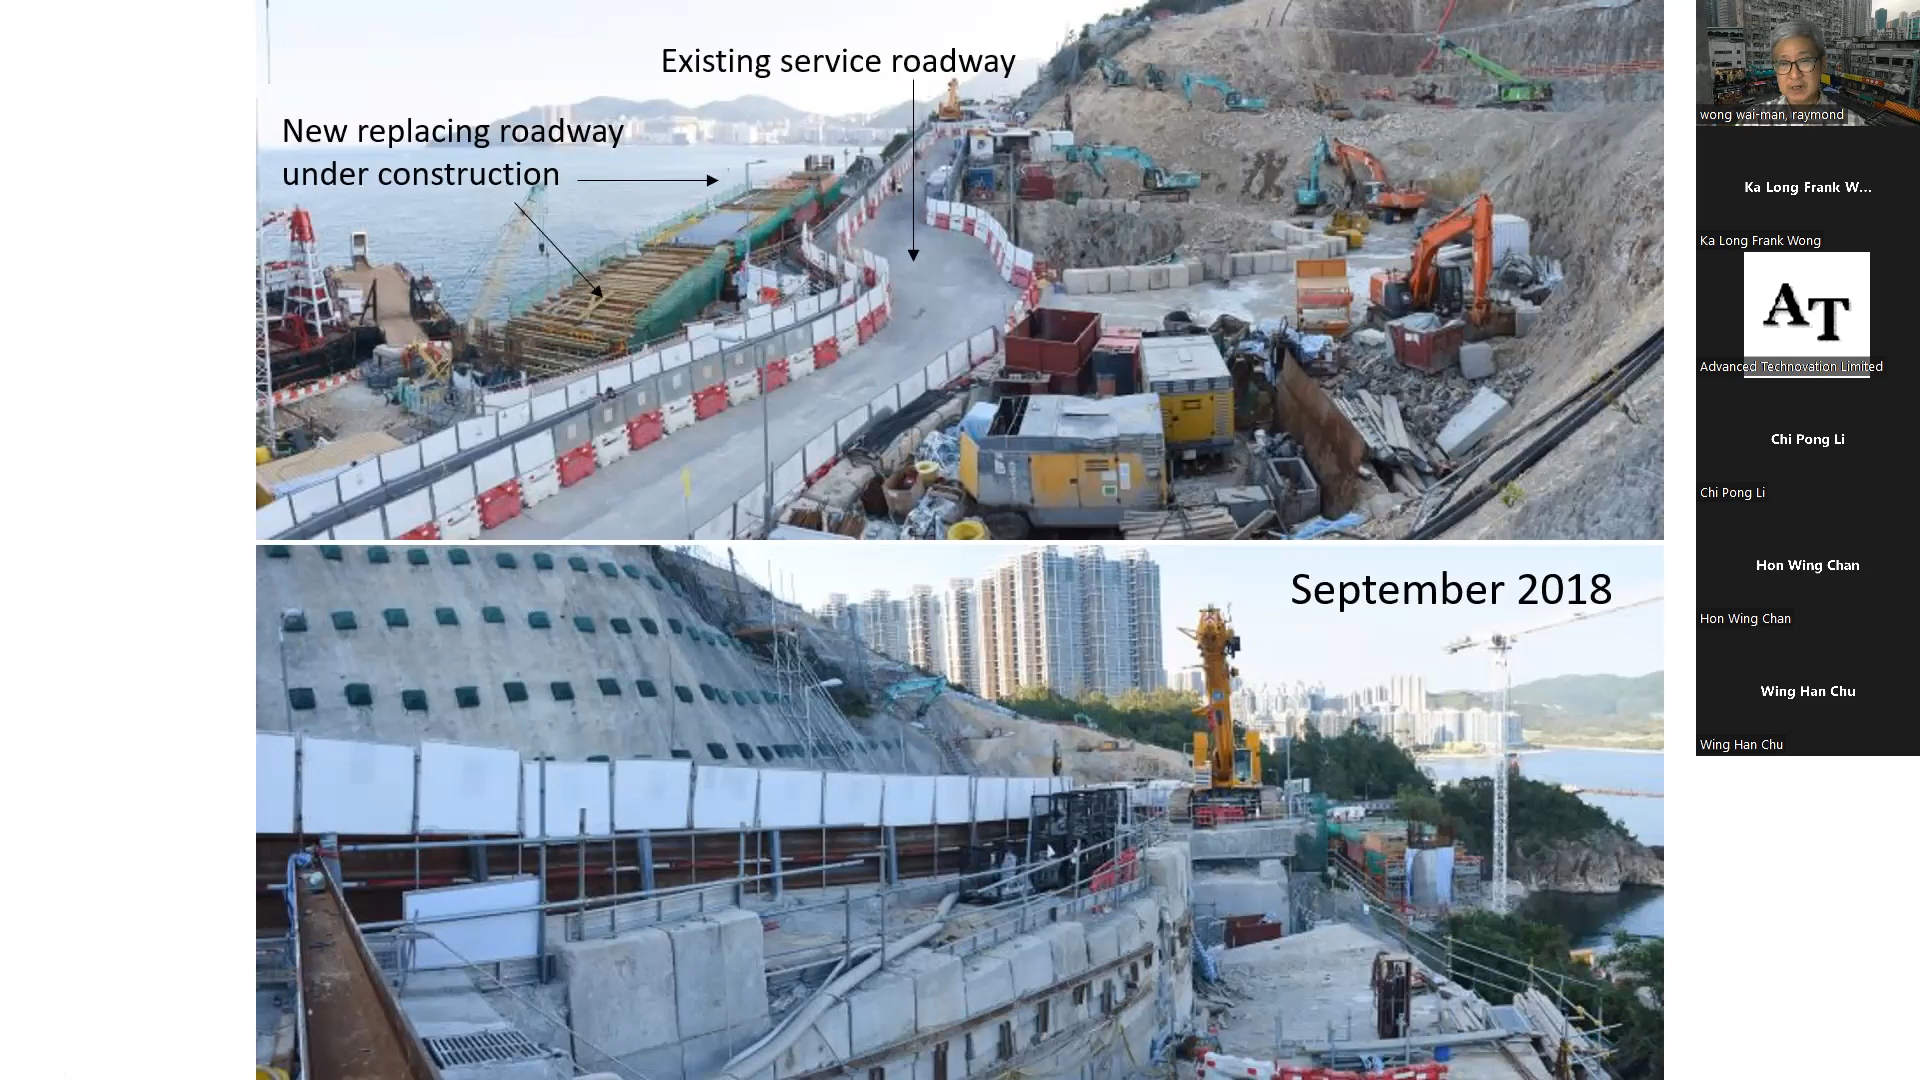 Existing service roadway
New replacing roadway
under construction
September 2018
wong wai-man, raymond
Ka Long Frank W...
Ka Long Frank Wong
AT
Advanced Technovation Limited
Chi Pong Li
Chi Pong Li
Hon Wing Chan
Hon Wing Chan
Wing Han Chu
Wing Han Chu